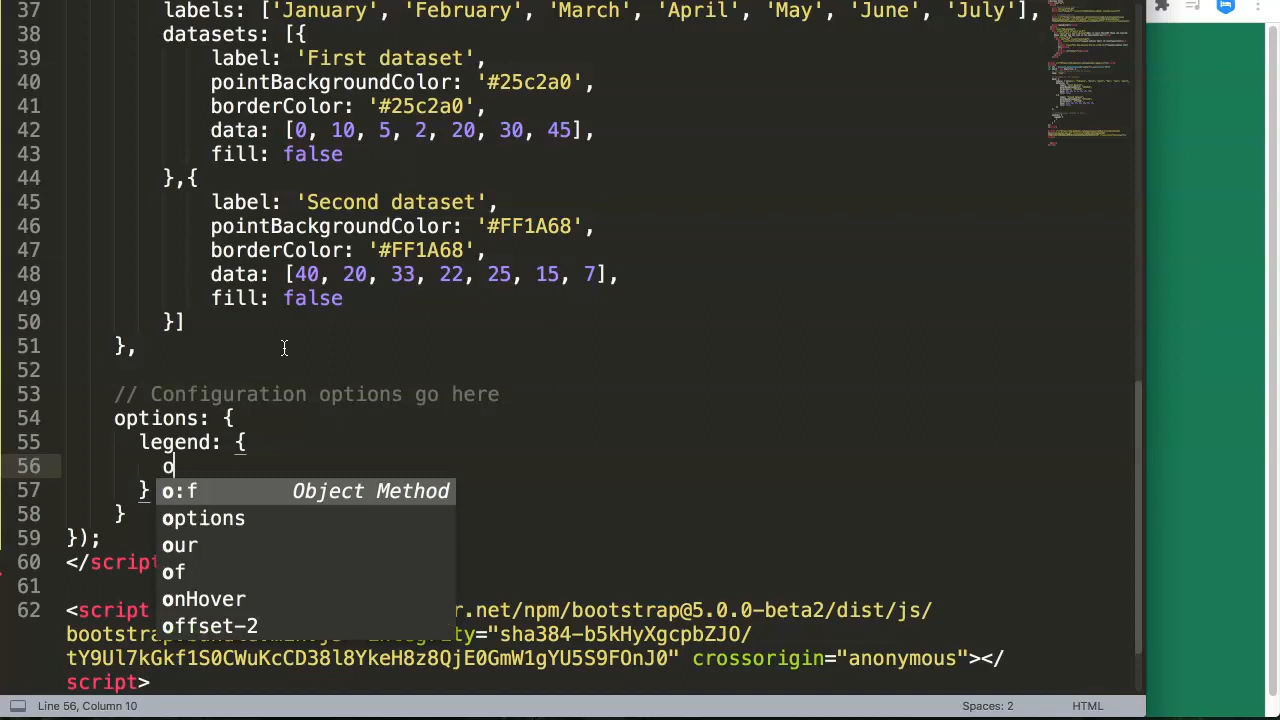 37 labels: ['January', 'February', 'March', 'April', 'May', 'June', 'July'],
38 datasets: [{
39 label: 'First dataset',
40 pointBackgroundColor: '#25c2a0',
41 borderColor: '#25c2a0',
42 data: [0, 10, 5, 2, 20, 30, 45],
43 fill: false
44 },{
45 label: 'Second dataset',
46 pointBackgroundColor: '#FF1A68',
47 borderColor: '#FF1A68',
48 data: [40, 20, 33, 22, 25, 15, 7],
49 fill: false
50 }]
51 },
52
53 // Configuration options go here
54 options: {
55 legend: {
56 o
57 }
o:f Object Method
options
our
of
onHover
offset-2
58 }
59 });
60 </script
61
62 <script r.net/npm/bootstrap@5.0.0-beta2/dist/js/
sha384-b5kHyXgcpbZJO/
tY9Ul7kGkf1S0CWuKcCD38l8YkeH8z8QjE0GmW1gYU5S9FOnJ0" crossorigin="anonymous"></
script>
Line 56, Column 10
Spaces: 2
HTML